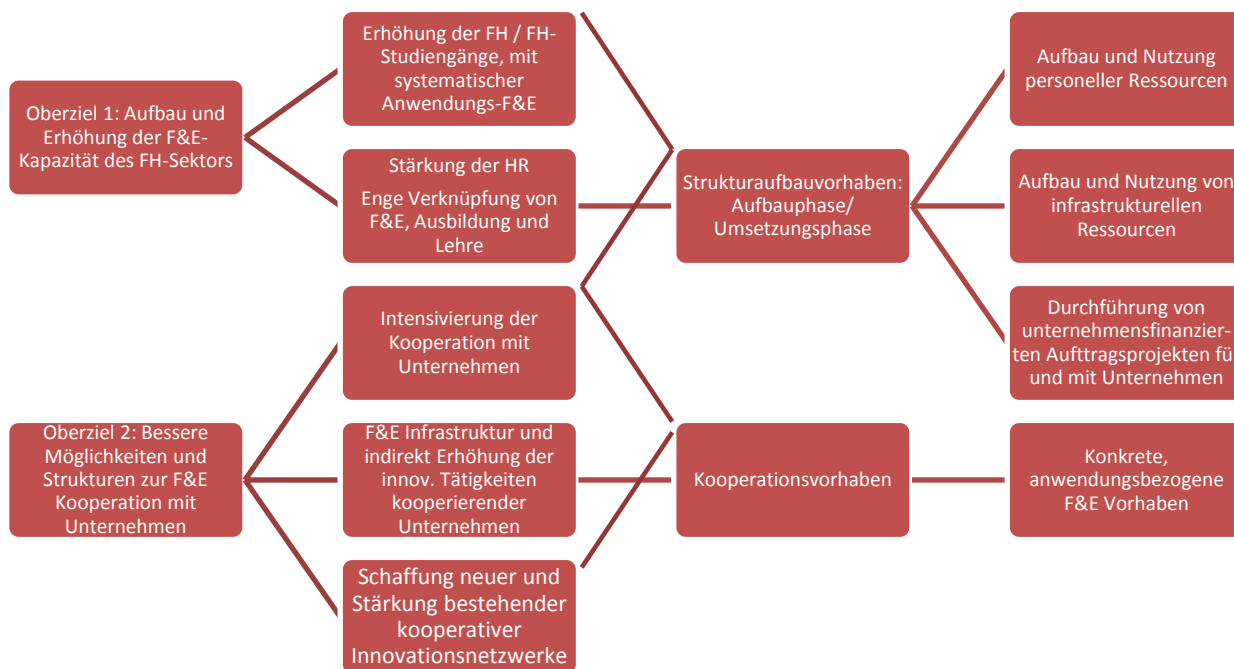 Oberziel 1: Aufbau und
Erhöhung der F&E-
Kapazität des FH-Sektors
Erhöhung der FH / FH-
Studiengänge, mit
systematischer
Anwendungs-F&E
Stärkung der HR
Enge Verknüpfung von
F&E, Ausbildung und
Lehre
Oberziel 2: Bessere
Möglichkeiten und
Strukturen zur F&E
Kooperation mit
Unternehmen
Intensivierung der
Kooperation mit
Unternehmen
F&E Infrastruktur und
indirekt Erhöhung der
innov. Tätigkeiten
kooperierender
Unternehmen
Schaffung neuer und
Stärkung bestehender
kooperativer
Innovationsnetzwerke
Strukturaufbauvorhaben:
Aufbauphase/
Umsetzungsphase
Kooperationsvorhaben
Aufbau und Nutzung
personeller Ressourcen
Aufbau und Nutzung von
infrastrukturellen
Ressourcen
Durchführung von
unternehmensfinanzier-
ten Aufttragsprojekten fü
und mit Unternehmen
Konkrete,
anwendungsbezogene
F&E Vorhaben